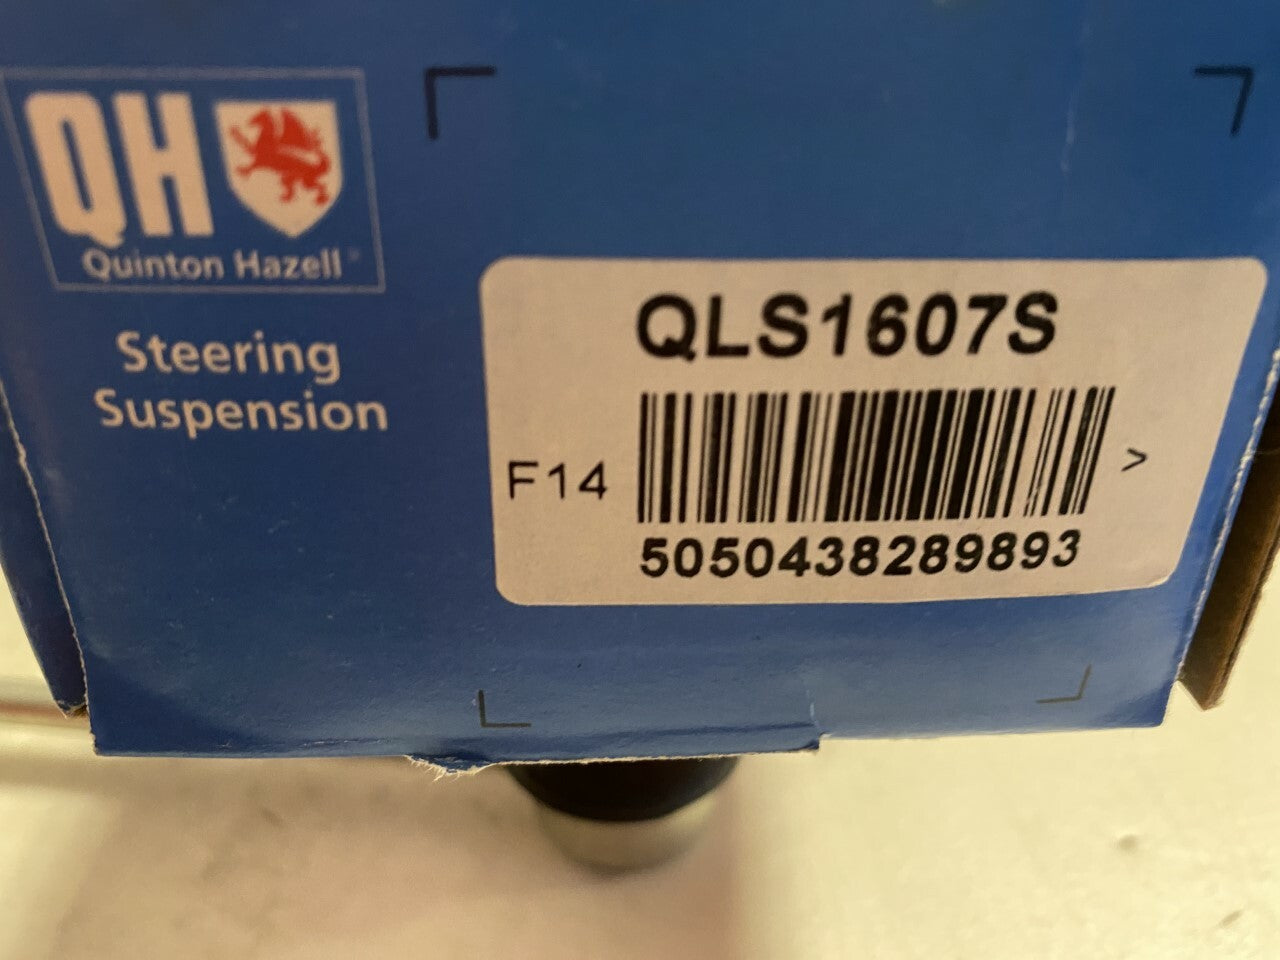 QH
Quinton Hazell
Steering
Suspension
QLS1607S
F14 >
5050438289893